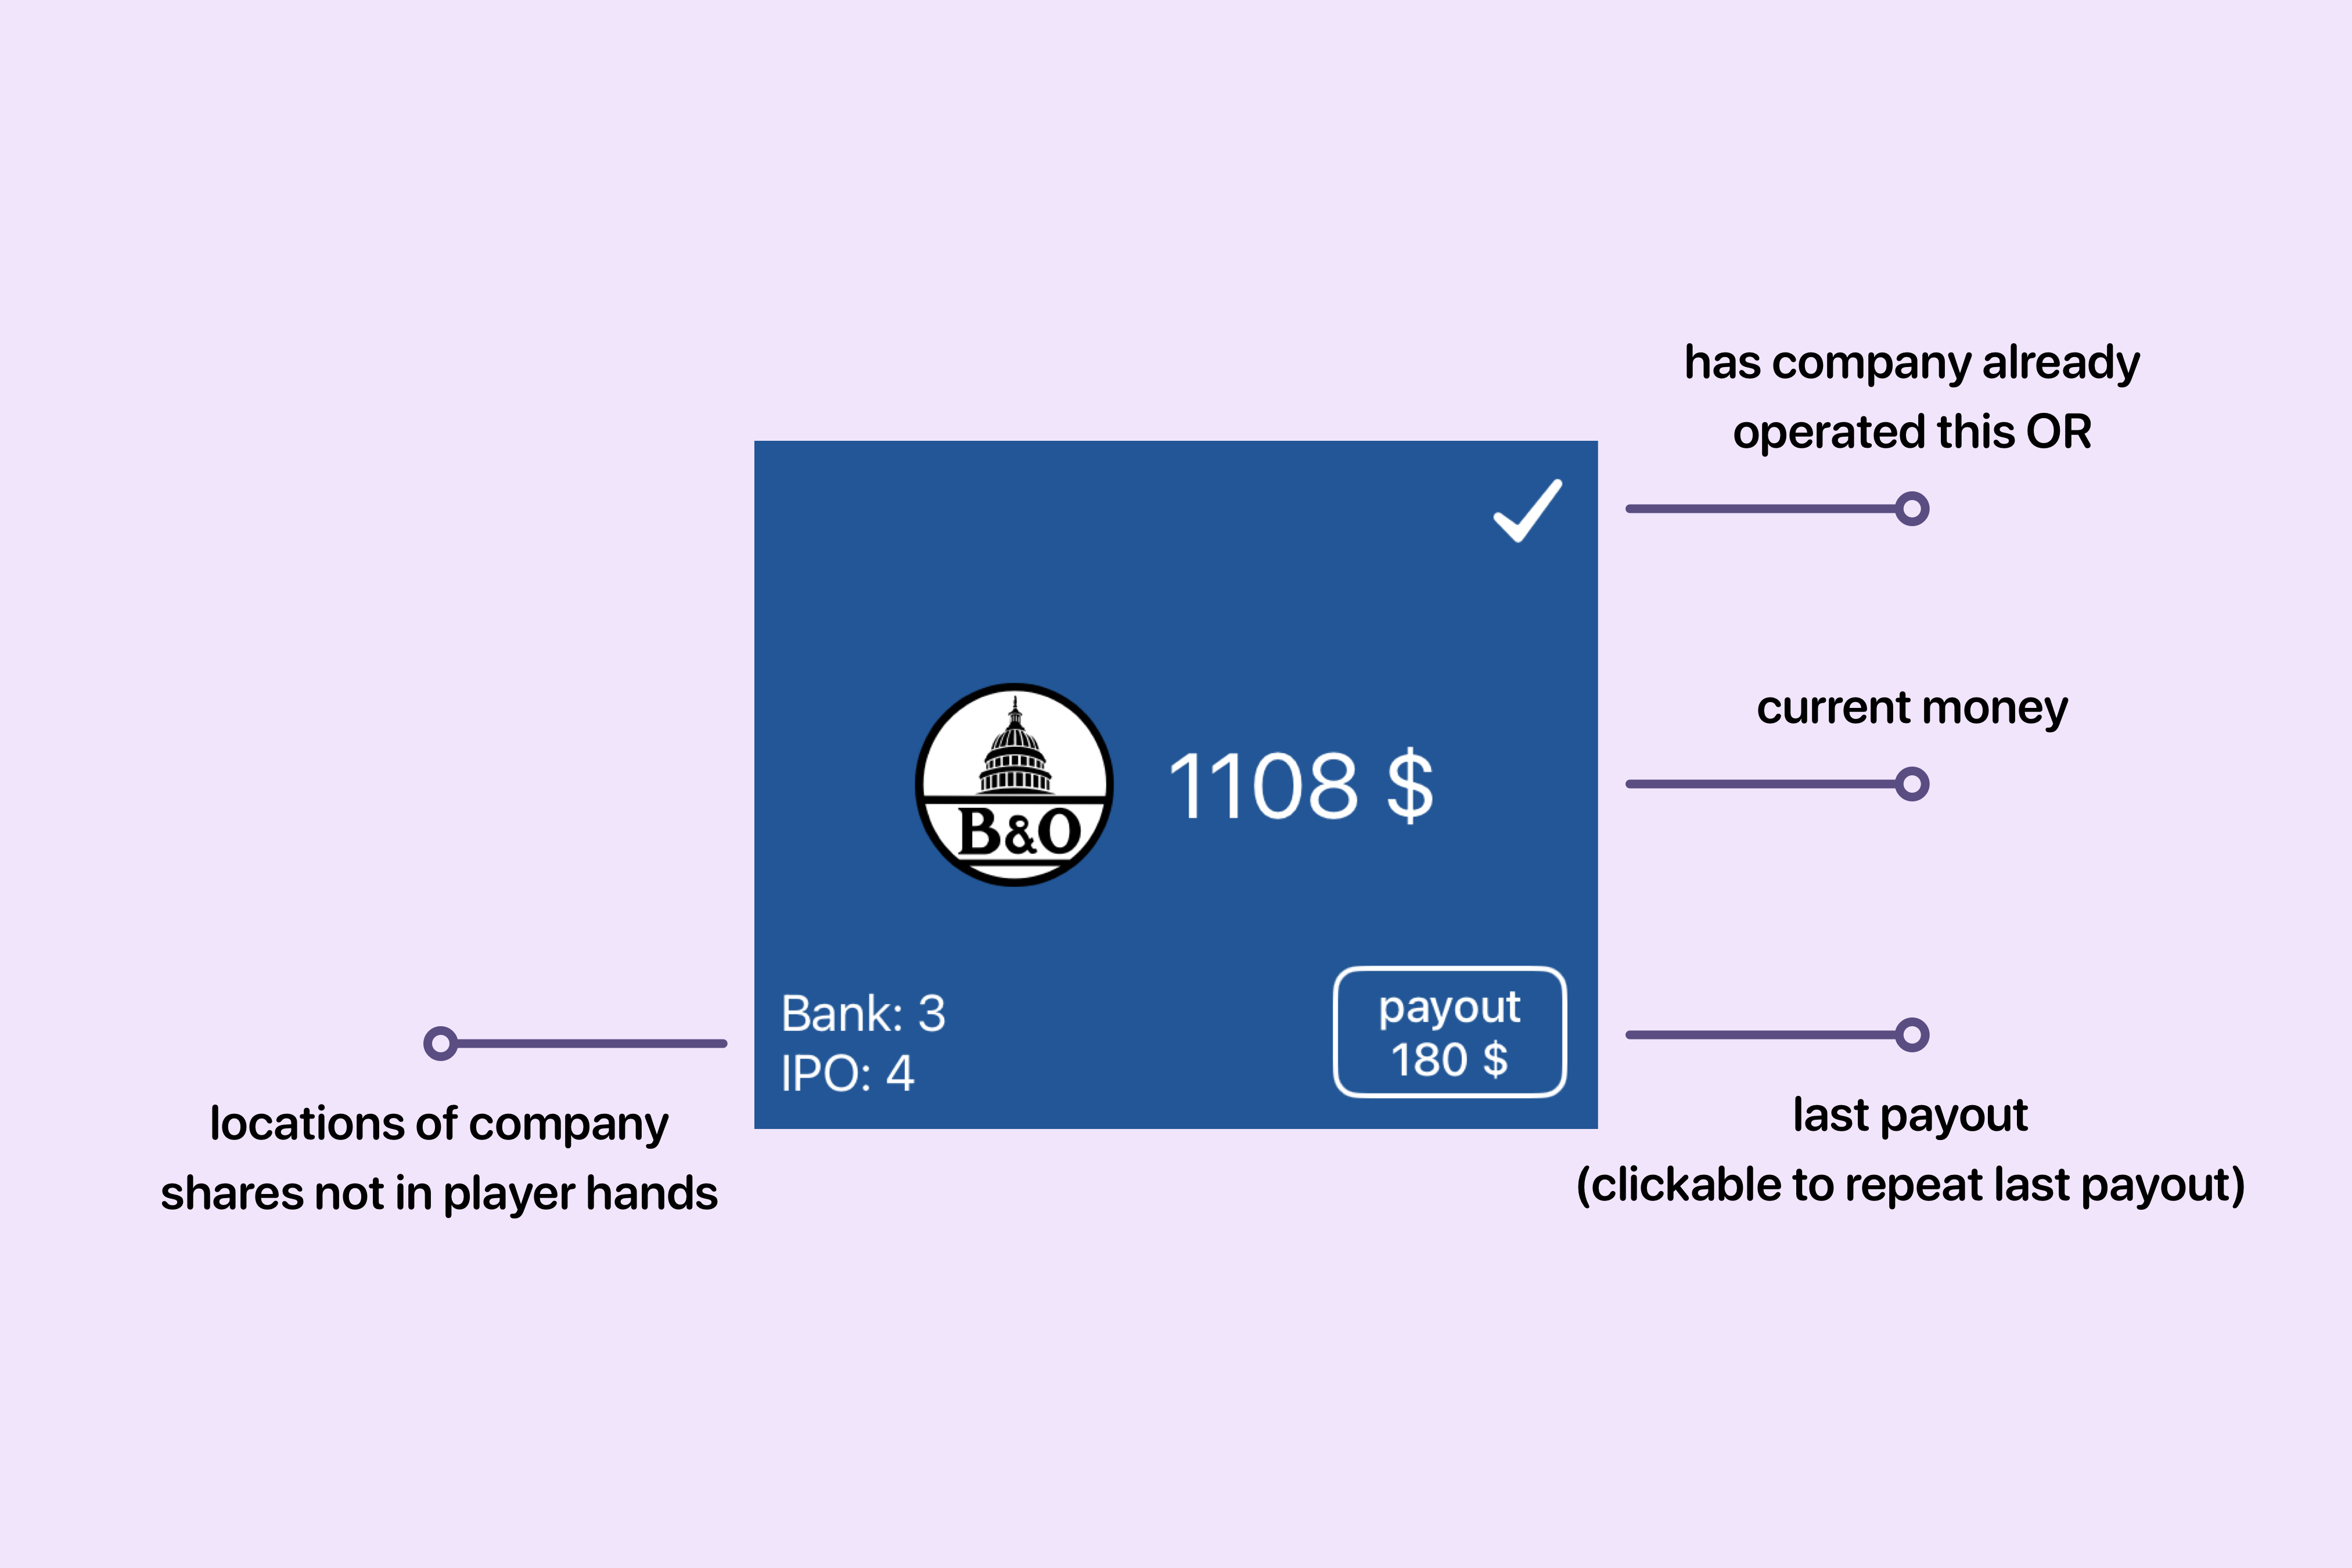 has company already
operated this OR
current money
B&O
1108 $
Bank: 3
IPO: 4
payout
180 $
locations of company
shares not in player hands
last payout
(clickable to repeat last payout)